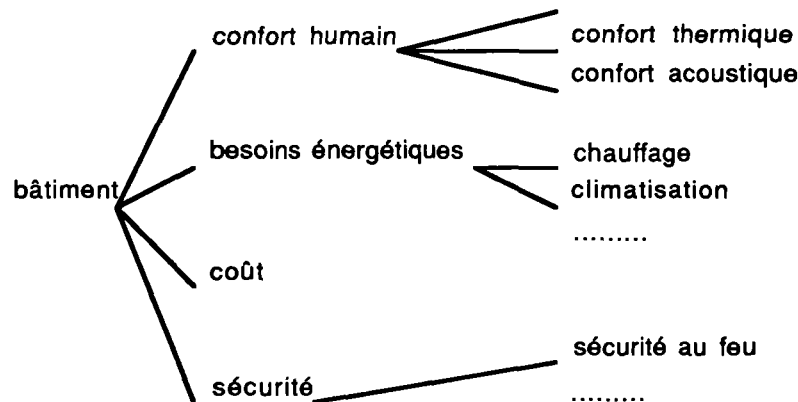 confort humain
confort thermique
confort acoustique
besoins énergétiques
chauffage
climatisation
.........
bâtiment
coût
sécurité
sécurité au feu
.........